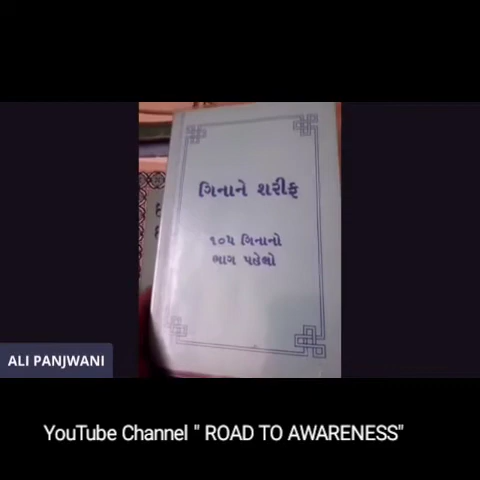 ગિનાને શરીફ
૧૦૫ ગિનાનો
ભાગ પહેલો
ALI PANJWANI
YouTube Channel " ROAD TO AWARENESS"